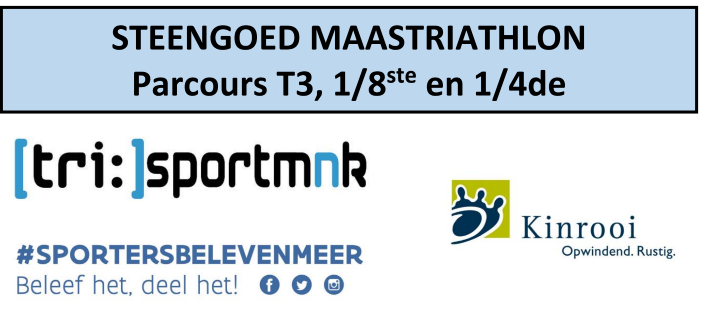 STEENGOED MAASTRIATHLON
Parcours T3, 1/8ste en 1/4de
[tri:]sportmnk
Kinrooi
Opwindend. Rustig.
#SPORTERSBELEVENMEER
Beleef het, deel het!